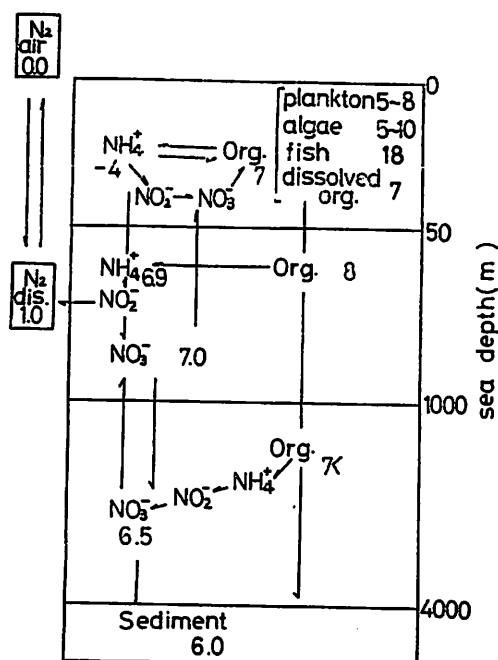 N₂
air
0.0
0
plankton 5-8
algae 5-10
fish 18
dissolved
org. 7
NH₄⁺
-4
Org.
7
NO₂⁻
NO₃⁻
50
NH₄⁺
6.9
Org. 8
N₂
dis.
1.0
NO₂⁻
NO₃⁻
7.0
1000
sea depth(m)
Org.
NH₄⁺
NO₂⁻
NO₃⁻
6.5
4000
Sediment
6.0